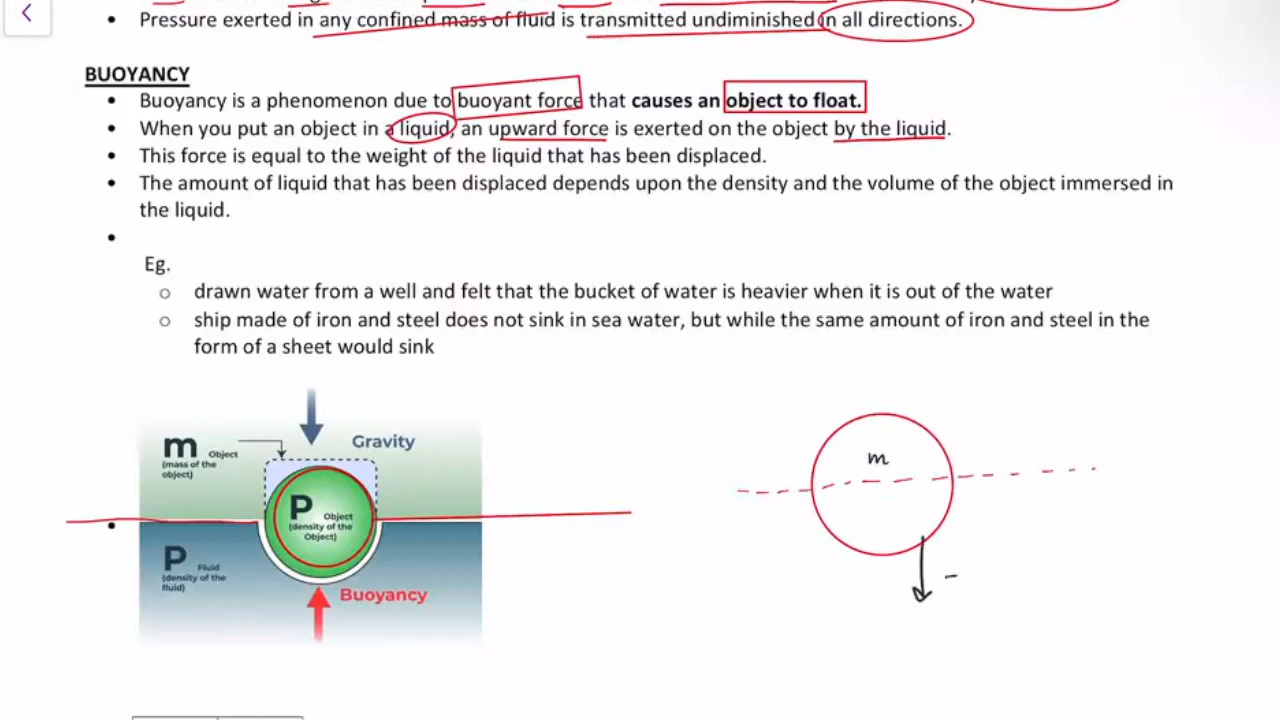 • Pressure exerted in any confined mass of fluid is transmitted undiminished in all directions.
BUOYANCY
• Buoyancy is a phenomenon due to buoyant force that causes an object to float.
• When you put an object in a liquid, an upward force is exerted on the object by the liquid.
• This force is equal to the weight of the liquid that has been displaced.
• The amount of liquid that has been displaced depends upon the density and the volume of the object immersed in
the liquid.
•
Eg.
o drawn water from a well and felt that the bucket of water is heavier when it is out of the water
o ship made of iron and steel does not sink in sea water, but while the same amount of iron and steel in the
form of a sheet would sink
m Object
(mass of the
object)
Gravity
P Object
(density of the
Object)
•
P Fluid
(density of the
fluid)
Buoyancy
m